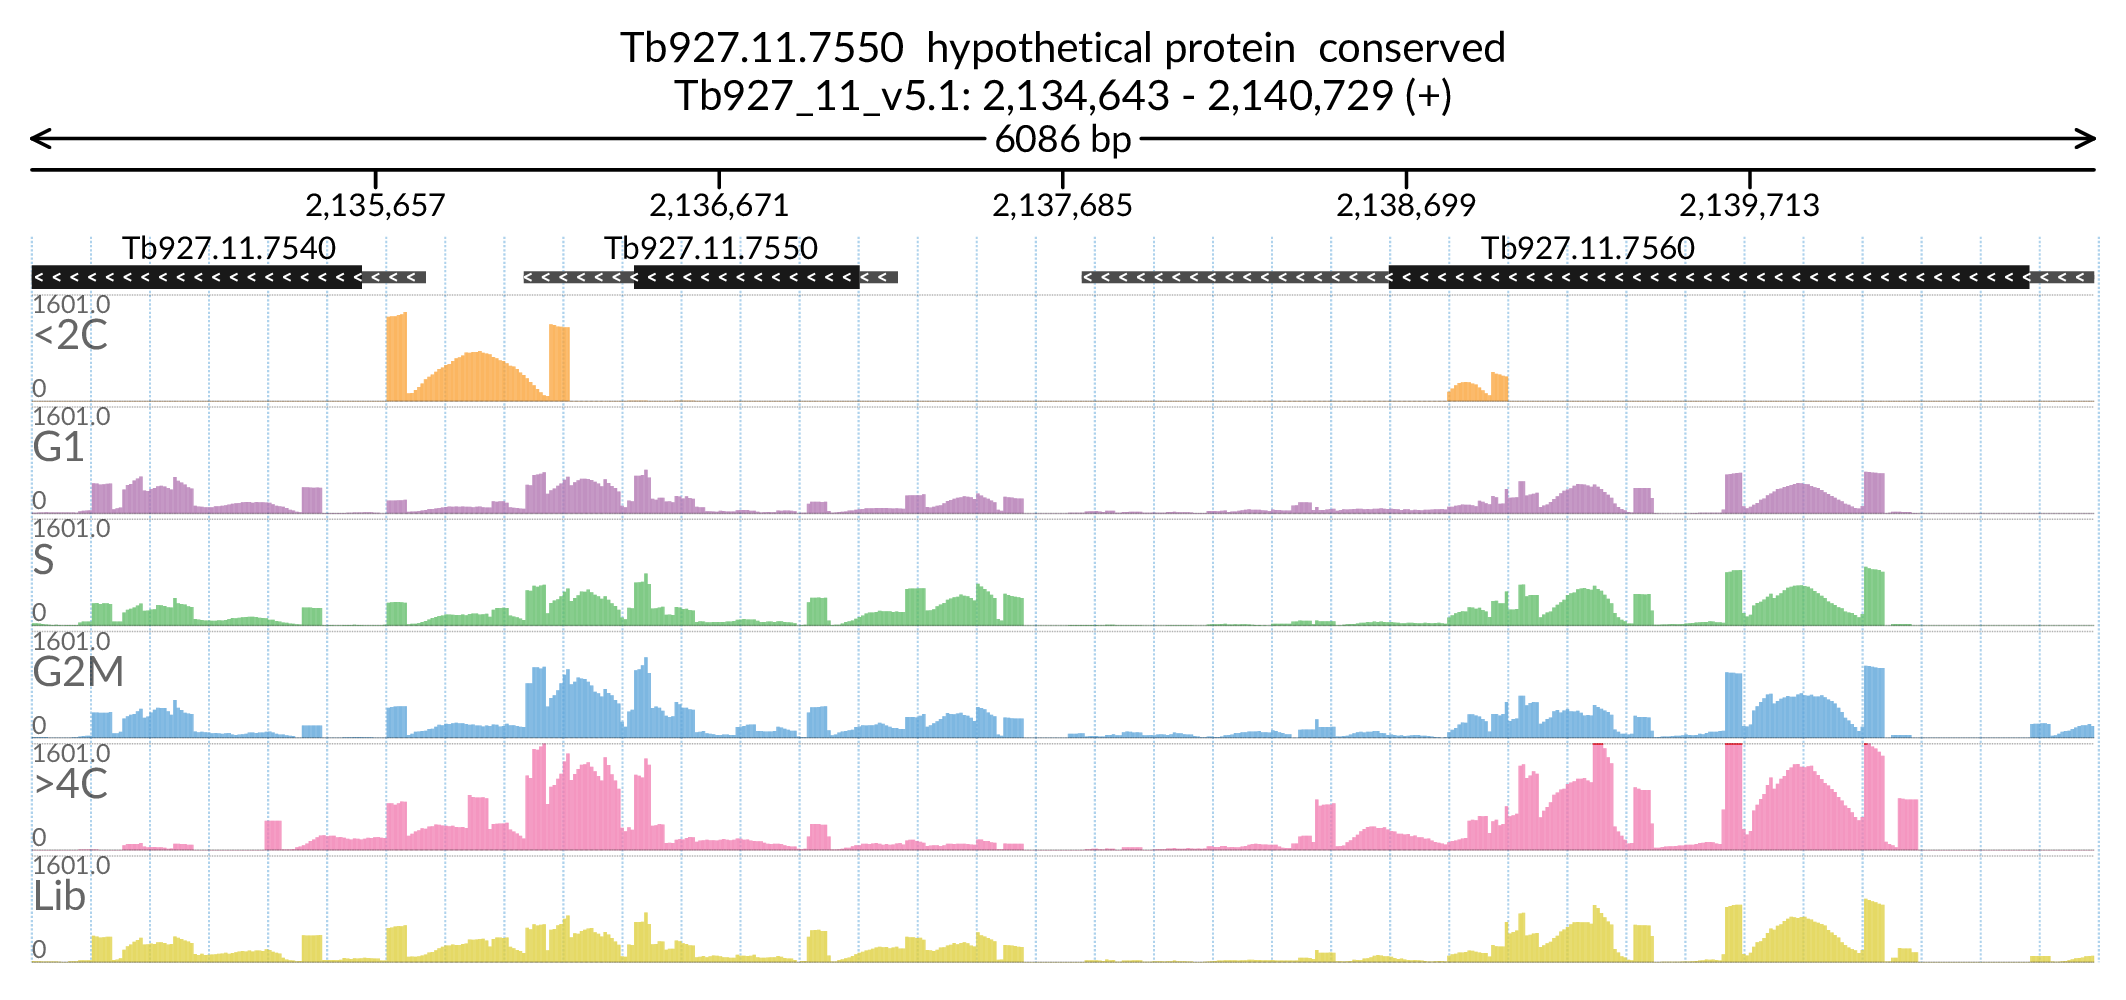 Tb927.11.7550  hypothetical protein  conserved
Tb927_11_v5.1: 2,134,643 - 2,140,729 (+)
6086 bp
2,135,657 2,136,671 2,137,685 2,138,699 2,139,713
Tb927.11.7540 Tb927.11.7550 Tb927.11.7560
1601.0
<2C
0
1601.0
G1
0
1601.0
S
0
1601.0
G2M
0
1601.0
>4C
0
1601.0
Lib
0